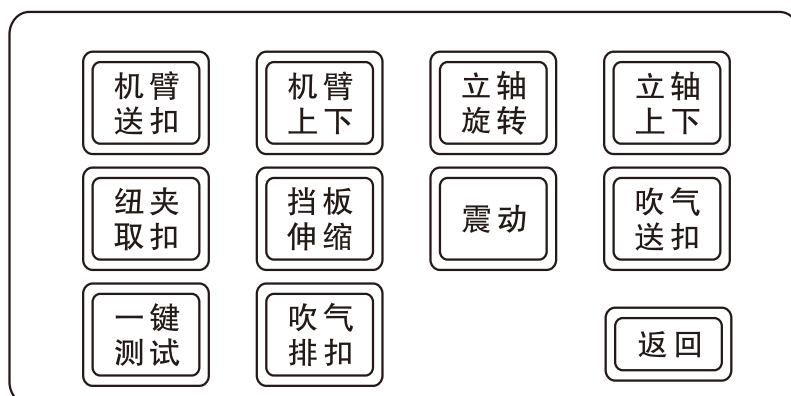 机臂
送扣
机臂
上下
立轴
旋转
立轴
上下
纽夹
取扣
挡板
伸缩
震动
吹气
送扣
一键
测试
吹气
排扣
返回